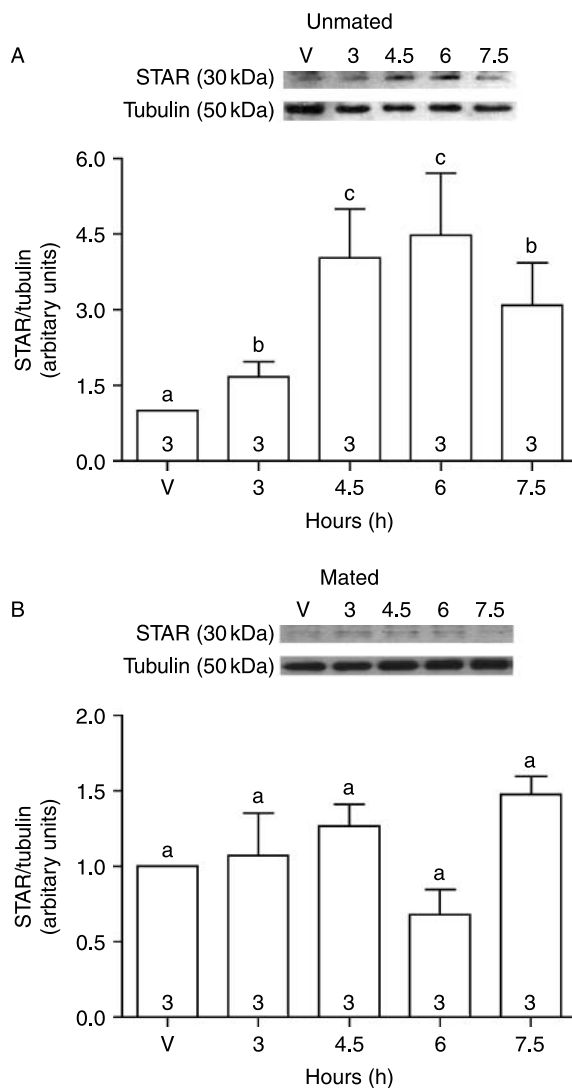 Unmated
A
V 3 4.5 6 7.5
STAR (30 kDa)
Tubulin (50 kDa)
6.0
4.5
3.0
1.5
0.0
STAR/tubulin
(arbitary units)
a b c c b
3 3 3 3 3
V 3 4.5 6 7.5
Hours (h)
Mated
B
V 3 4.5 6 7.5
STAR (30 kDa)
Tubulin (50 kDa)
2.0
1.5
1.0
0.5
0.0
STAR/tubulin
(arbitary units)
a a a a a
3 3 3 3 3
V 3 4.5 6 7.5
Hours (h)